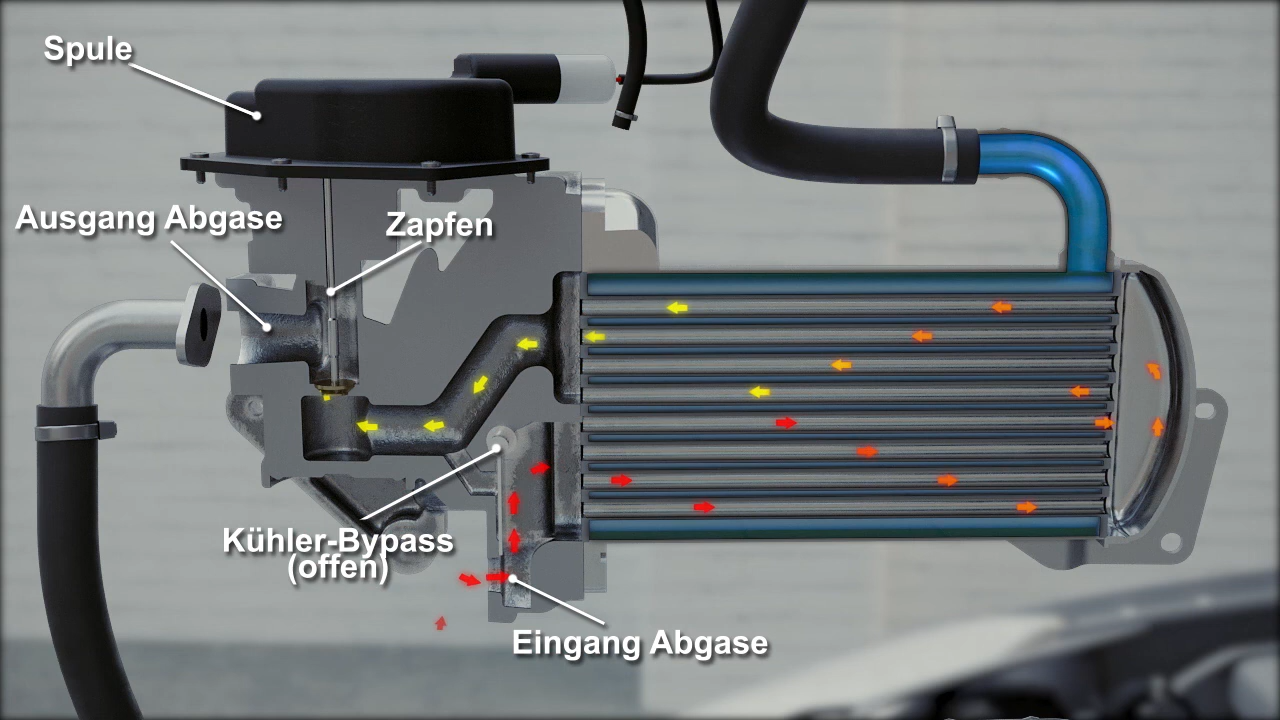 Spule
Ausgang Abgase
Zapfen
Kühler-Bypass
(offen)
Eingang Abgase